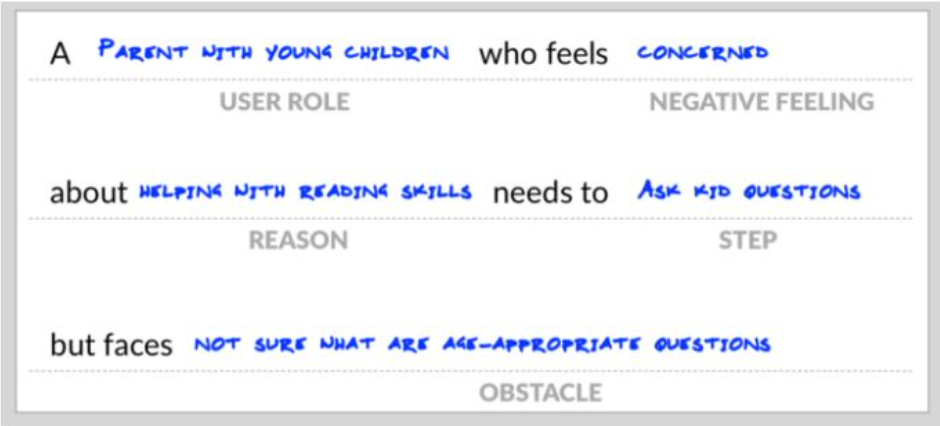 A Parent with young children who feels concerned
USER ROLE NEGATIVE FEELING
about helping with reading skills needs to Ask kid questions
REASON STEP
but faces not sure what are age-appropriate questions
OBSTACLE